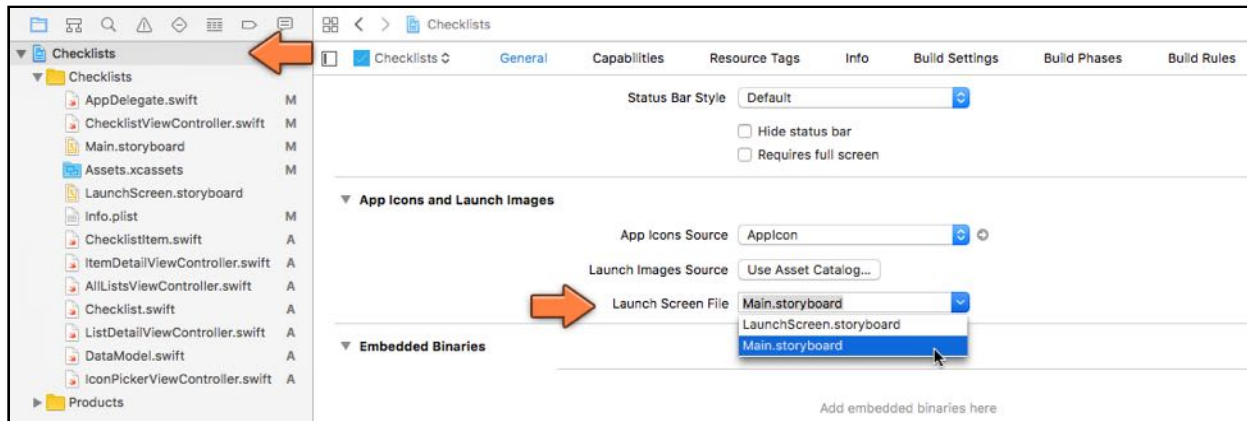 Checklists
Checklists
Checklists General Capabilities Resource Tags Info Build Settings Build Phases Build Rules
Checklists
AppDelegate.swift M
ChecklistViewController.swift M
Main.storyboard M
Assets.xcassets M
LaunchScreen.storyboard
Info.plist M
ChecklistItem.swift A
ItemDetailViewController.swift A
AllListsViewController.swift A
Checklist.swift A
ListDetailViewController.swift A
DataModel.swift A
IconPickerViewController.swift A
Products
Status Bar Style Default
Hide status bar
Requires full screen
App Icons and Launch Images
App Icons Source AppIcon
Launch Images Source Use Asset Catalog...
Launch Screen File Main.storyboard
LaunchScreen.storyboard
Main.storyboard
Embedded Binaries
Add embedded binaries here